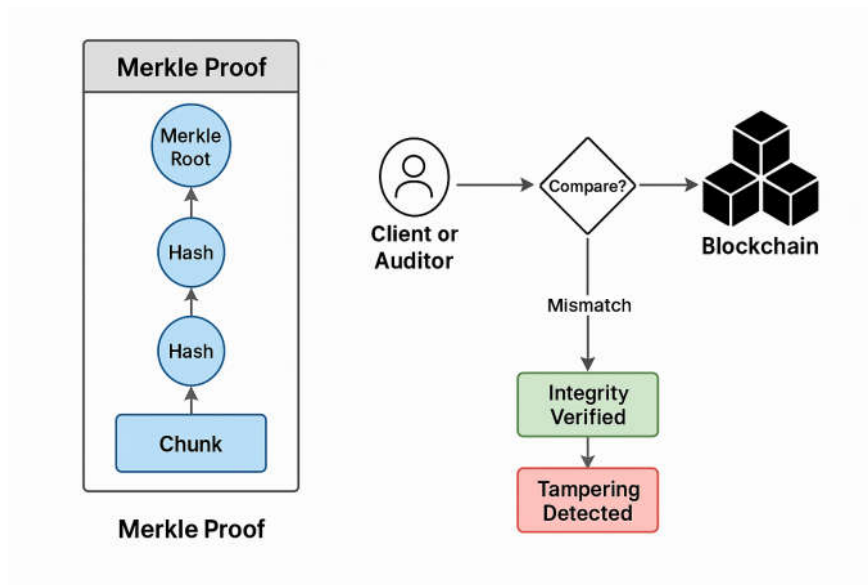 Merkle Proof
Merkle
Root
Hash
Hash
Chunk
Merkle Proof
Client or
Auditor
Compare?
Blockchain
Mismatch
Integrity
Verified
Tampering
Detected